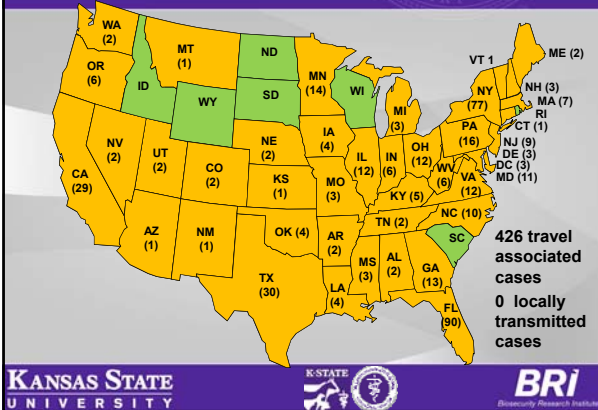 WA
(2)
MT
(1)
ND
MN
(14)
VT 1
ME (2)
OR
(6)
ID
WY
SD
WI
MI
(3)
NY
(77)
NH (3)
MA (7)
RI
CT (1)
NJ (9)
DE (3)
DC (3)
MD (11)
NV
(2)
UT
(2)
CO
(2)
NE
(2)
IA
(4)
IL
(12)
IN
(6)
OH
(12)
PA
(16)
WV
(6)
VA
(12)
CA
(29)
KS
(1)
MO
(3)
KY (5)
NC (10)
AZ
(1)
NM
(1)
OK (4)
AR
(2)
TN (2)
SC
TX
(30)
LA
(4)
MS
(3)
AL
(2)
GA
(13)
FL
(90)
426 travel
associated
cases
0 locally
transmitted
cases
KANSAS STATE
UNIVERSITY
K-STATE
BRI
Biosecurity Research Institute